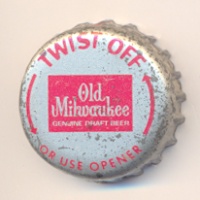 TWIST OFF
Old
Milwaukee
GENUINE DRAFT BEER
OR USE OPENER